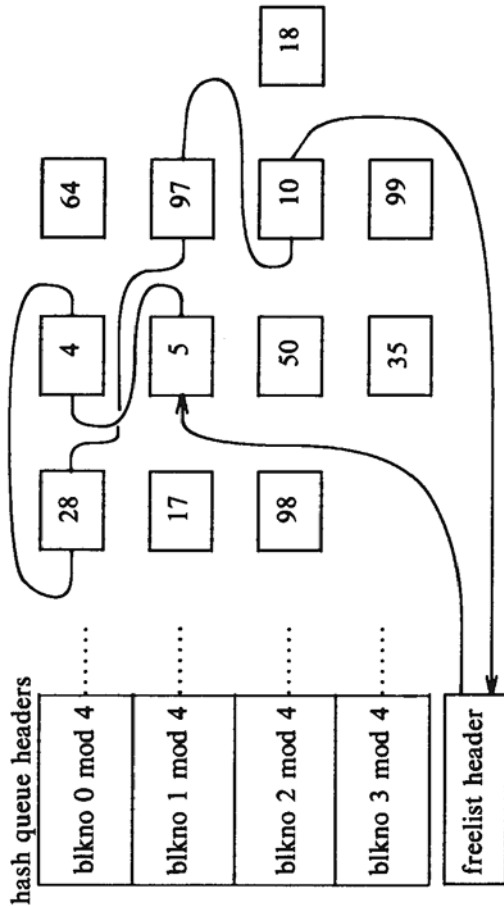 hash queue headers
blkno 0 mod 4 ...... 28 4 64
blkno 1 mod 4 ...... 17 5 97
blkno 2 mod 4 ...... 98 50 10 18
blkno 3 mod 4 ...... 35 99
freelist header